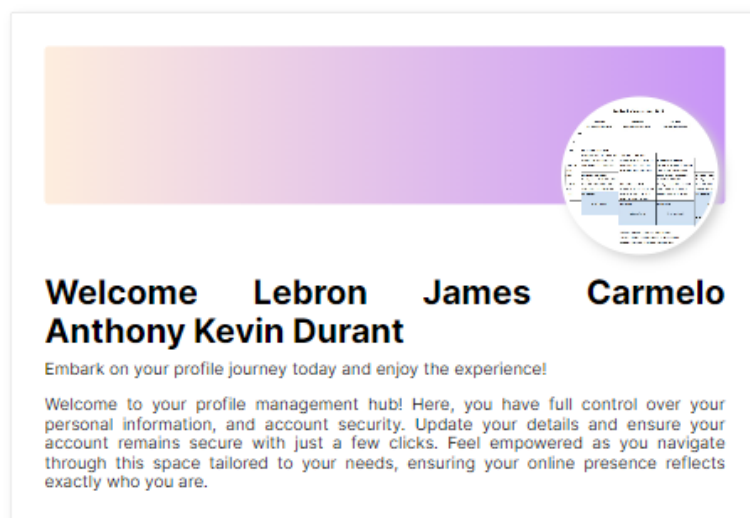 Welcome Lebron James Carmelo
Anthony Kevin Durant
Embark on your profile journey today and enjoy the experience!
Welcome to your profile management hub! Here, you have full control over your
personal information, and account security. Update your details and ensure your
account remains secure with just a few clicks. Feel empowered as you navigate
through this space tailored to your needs, ensuring your online presence reflects
exactly who you are.